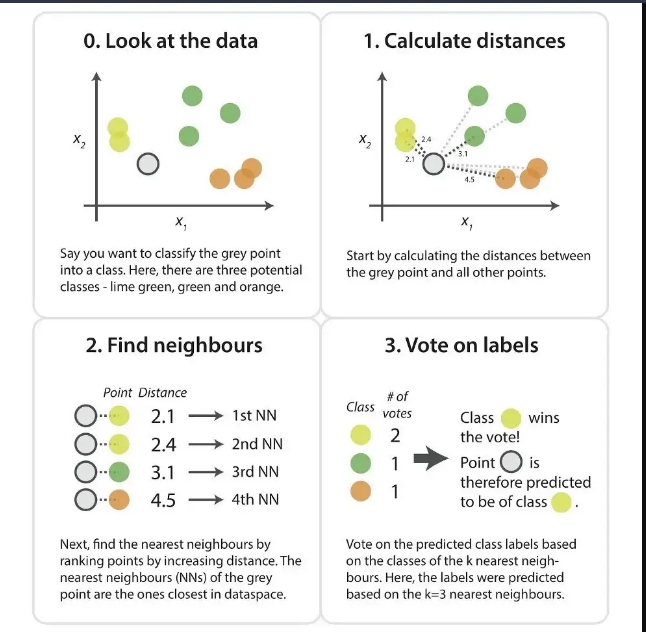 0. Look at the data
X2
X1
Say you want to classify the grey point
into a class. Here, there are three potential
classes - lime green, green and orange.
1. Calculate distances
X2
2.4
2.1
3.1
4.5
X1
Start by calculating the distances between
the grey point and all other points.
2. Find neighbours
Point Distance
2.1 1st NN
2.4 2nd NN
3.1 3rd NN
4.5 4th NN
Next, find the nearest neighbours by
ranking points by increasing distance. The
nearest neighbours (NNs) of the grey
point are the ones closest in dataspace.
3. Vote on labels
Class # of
votes
2
1
1
Class wins
the vote!
Point is
therefore predicted
to be of class .
Vote on the predicted class labels based
on the classes of the k nearest neigh-
bours. Here, the labels were predicted
based on the k=3 nearest neighbours.